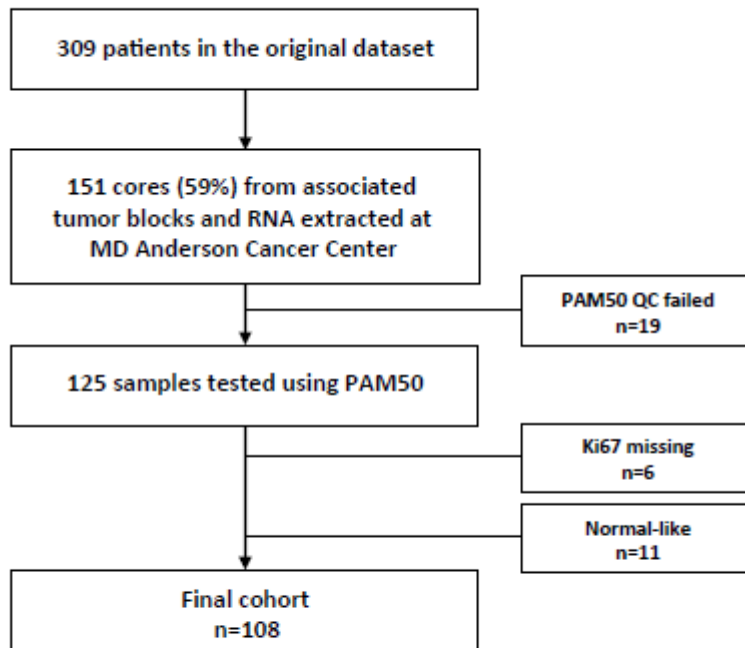 309 patients in the original dataset
151 cores (59%) from associated
tumor blocks and RNA extracted at
MD Anderson Cancer Center
PAM50 QC failed
n=19
125 samples tested using PAM50
Ki67 missing
n=6
Normal-like
n=11
Final cohort
n=108